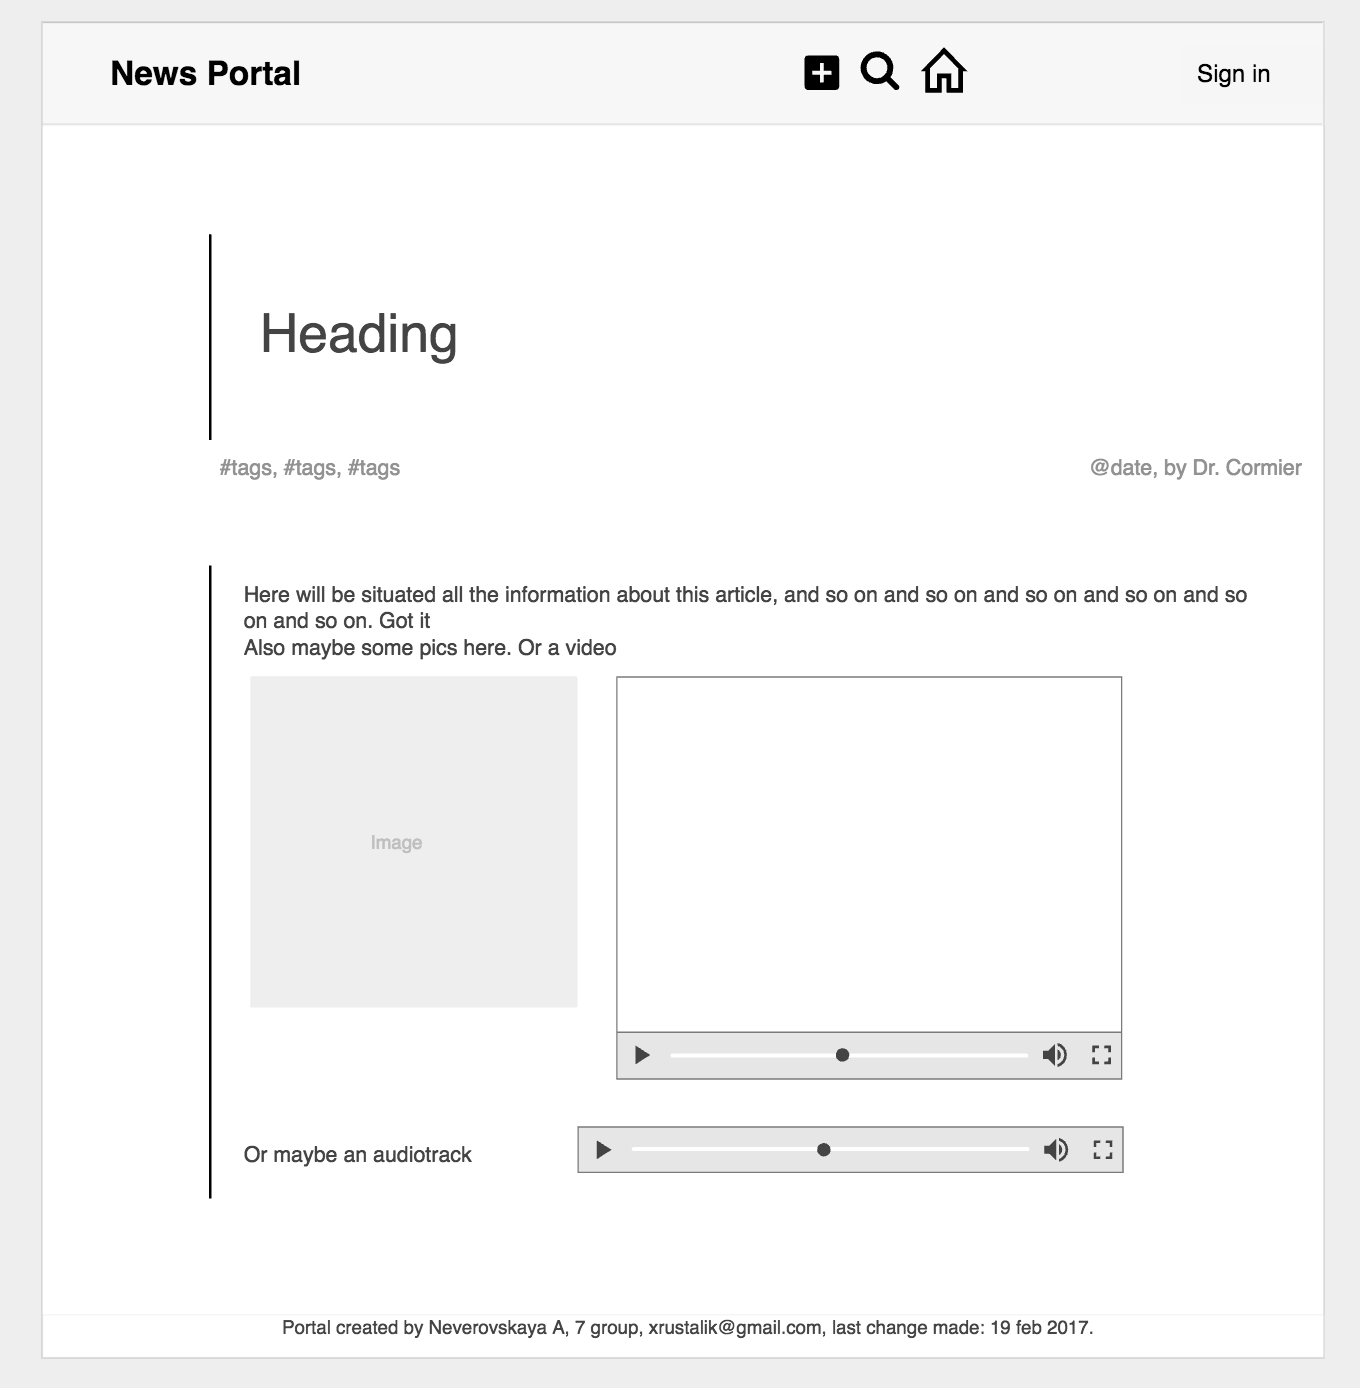 News Portal
Sign in
Heading
#tags, #tags, #tags
@date, by Dr. Cormier
Here will be situated all the information about this article, and so on and so on and so on and so on and so
on and so on. Got it
Also maybe some pics here. Or a video
Image
Or maybe an audiotrack
Portal created by Neverovskaya A, 7 group, xrustalik@gmail.com, last change made: 19 feb 2017.